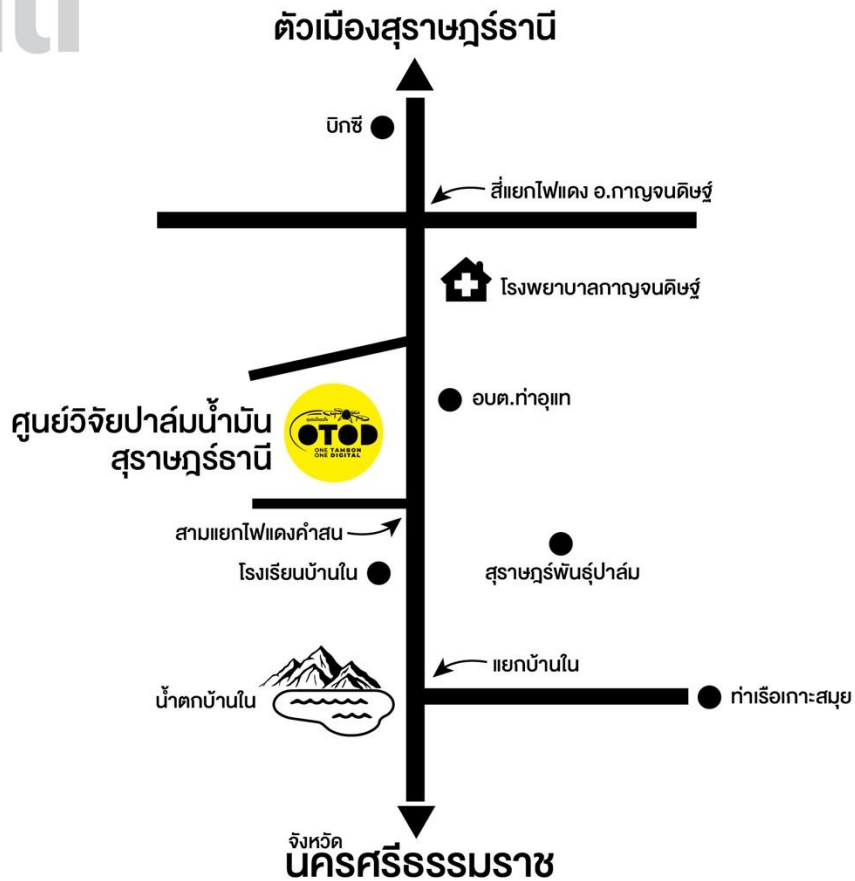 ตัวเมืองสุราษฎร์ธานี
บิ๊กซี
สี่แยกไฟแดง อ.กาญจนดิษฐ์
โรงพยาบาลกาญจนดิษฐ์
อบต.ท่าอุแท
ศูนย์วิจัยปาล์มน้ำมัน
สุราษฎร์ธานี
OTOD
ONE TAMBON
ONE DIGITAL
สามแยกไฟแดงคำสน
โรงเรียนบ้านใน
สุราษฎร์พันธุ์ปาล์ม
แยกบ้านใน
น้ำตกบ้านใน
ท่าเรือเกาะสมุย
จังหวัด
นครศรีธรรมราช